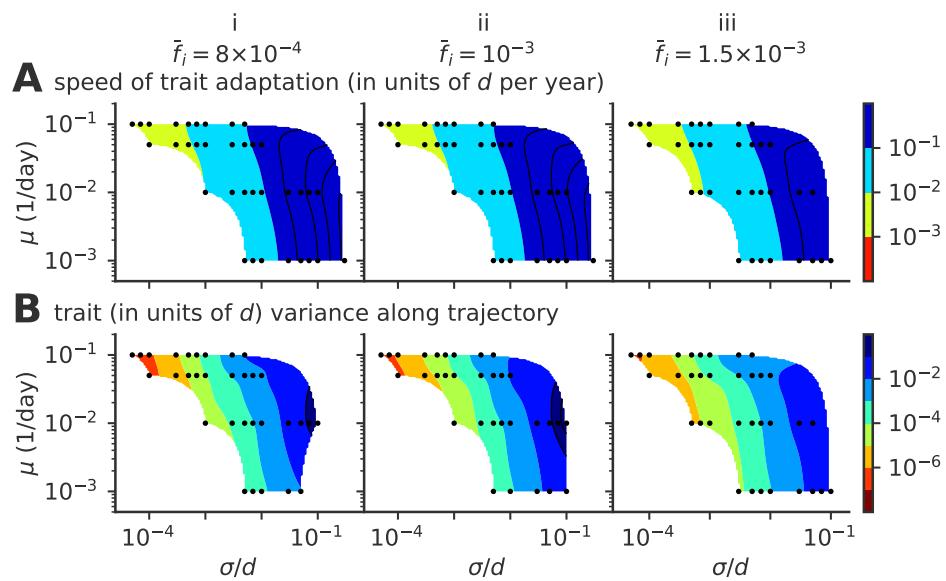 i ii iii
f̄ᵢ = 8×10⁻⁴ f̄ᵢ = 10⁻³ f̄ᵢ = 1.5×10⁻³
A speed of trait adaptation (in units of d per year)
μ (1/day)
10⁻¹
10⁻²
10⁻³
10⁻¹
10⁻²
10⁻³
B trait (in units of d) variance along trajectory
μ (1/day)
10⁻¹
10⁻²
10⁻³
10⁻²
10⁻⁴
10⁻⁶
10⁻⁴ 10⁻¹ 10⁻⁴ 10⁻¹ 10⁻⁴ 10⁻¹
σ/d σ/d σ/d